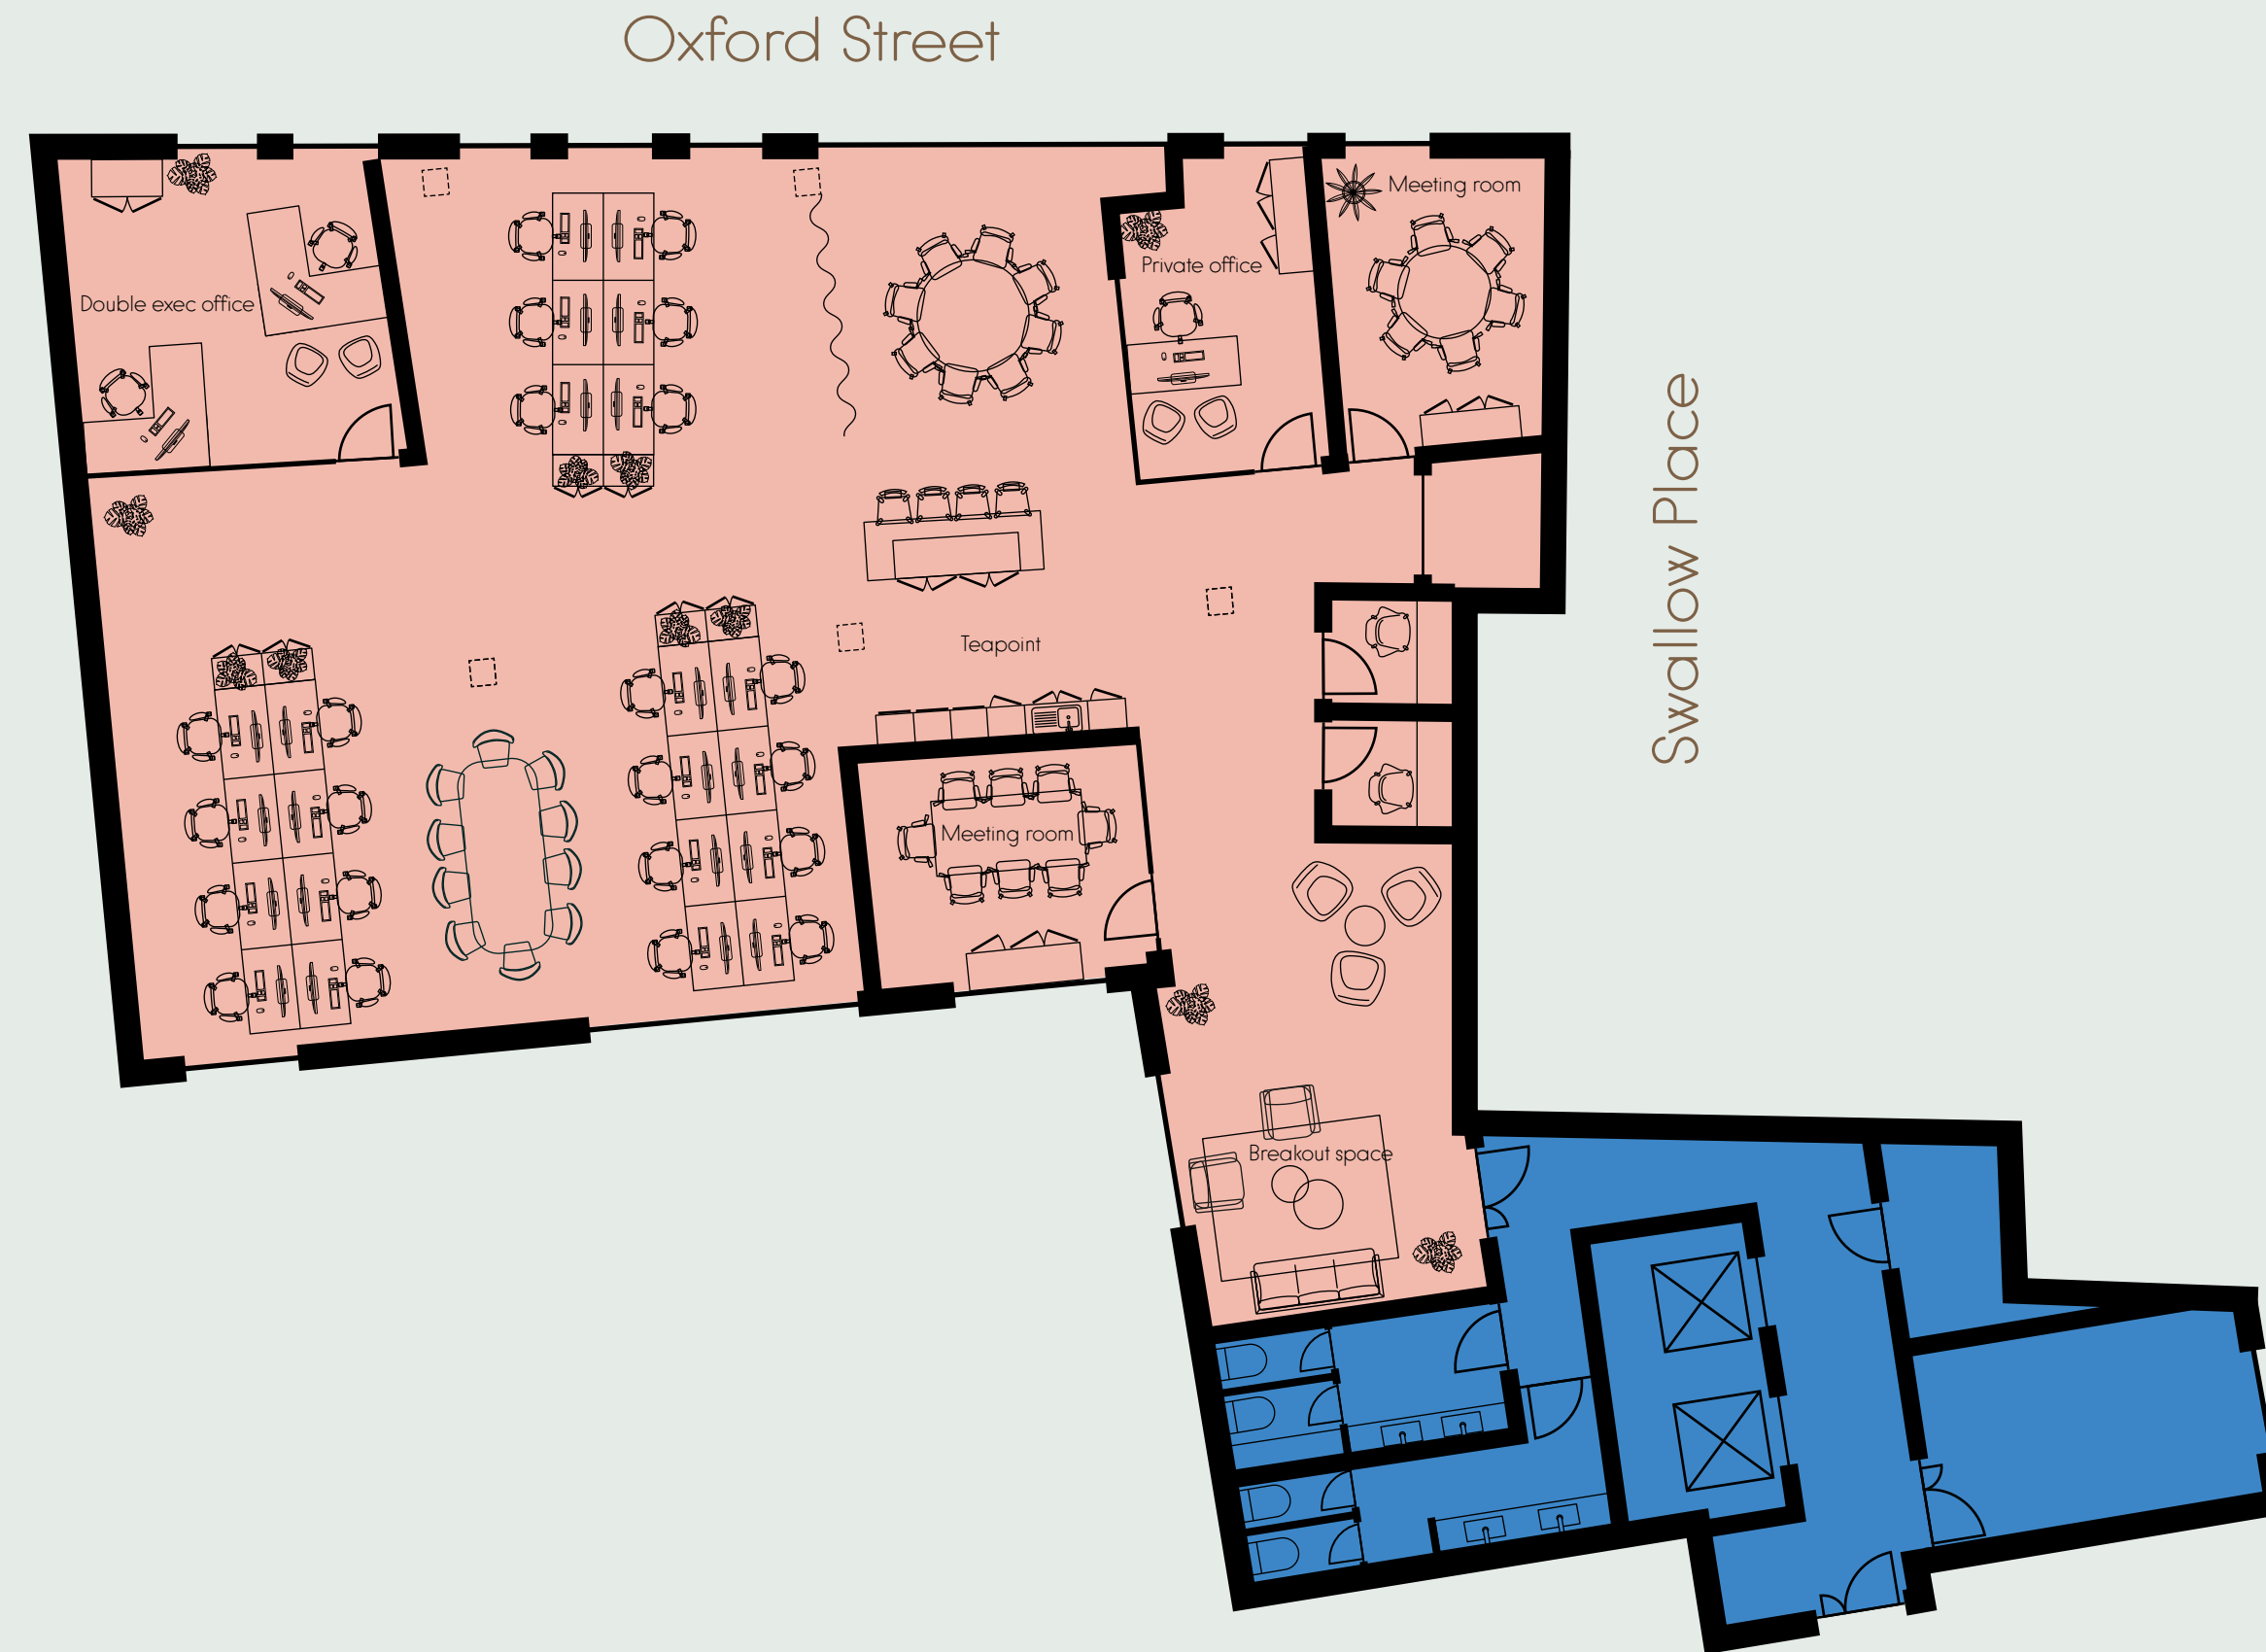 Oxford Street
Meeting room
Private office
Double exec office
Swallow Place
Teapoint
Meeting room
Breakout space